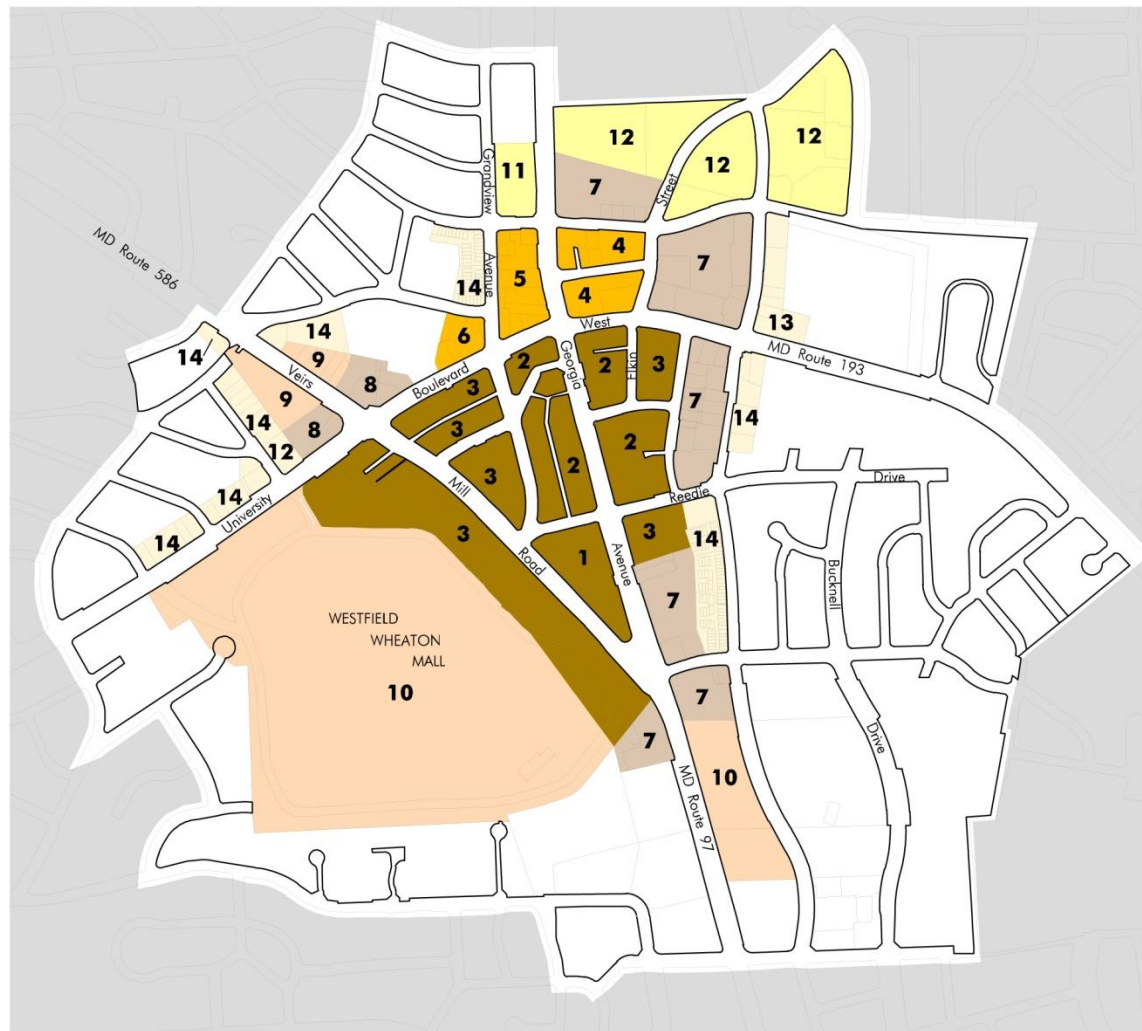 12
12
12
11
7
Grandview
Avenue
Street
MD Route 586
4
5
7
4
14
13
14
6
West
MD Route 193
14
9
8
Veirs
Boulevard
2
Georgia
2
Elkin
3
3
7
14
9
14
8
12
3
3
2
2
Mill
Reedie
Drive
14
University
14
3
Road
1
Avenue
3
14
7
Bucknell
Drive
WESTFIELD
WHEATON
MALL
10
7
7
10
MD Route 97